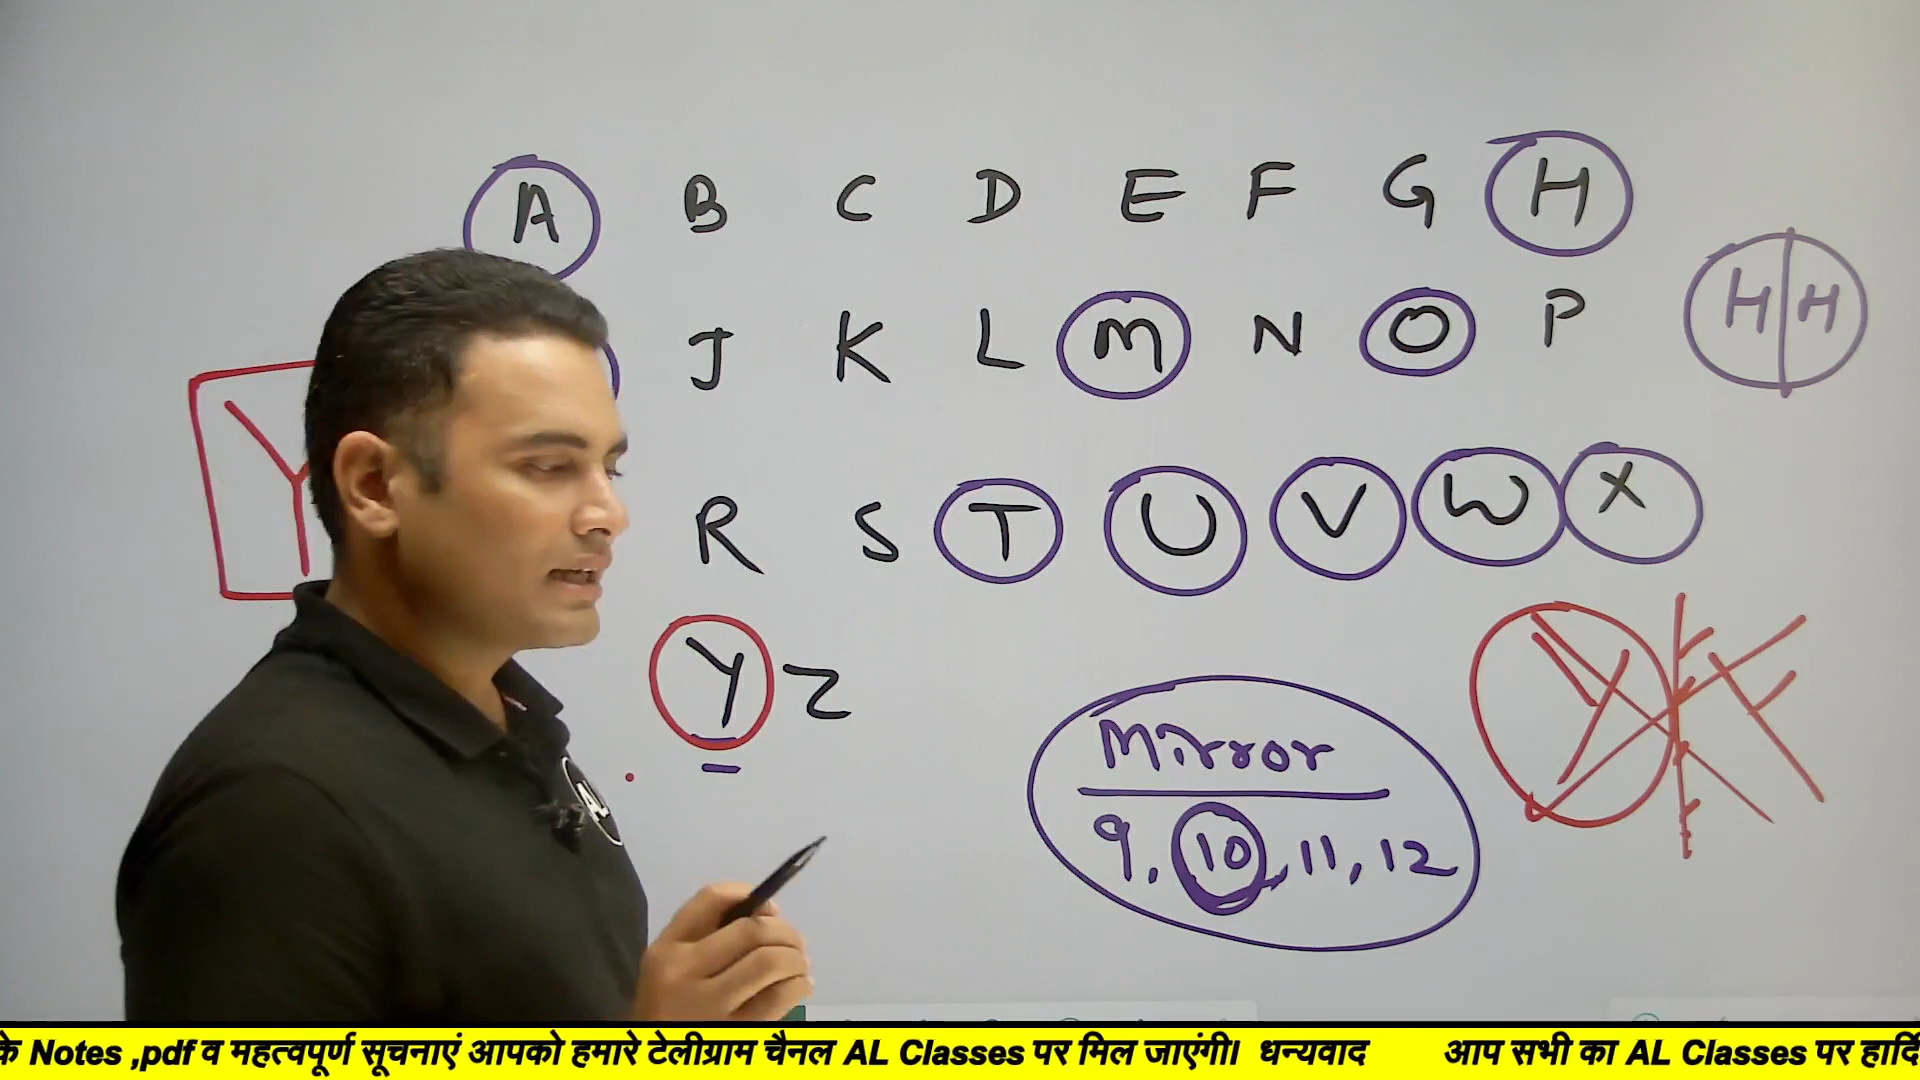 A B C D E F G H
H H
J K L M N O P
Y
R S T U V W X
Y Z
Y
Mirror
9, 10, 11, 12
AL
के Notes ,pdf व महत्वपूर्ण सूचनाएं आपको हमारे टेलीग्राम चैनल AL Classes पर मिल जाएंगी। धन्यवाद आप सभी का AL Classes पर